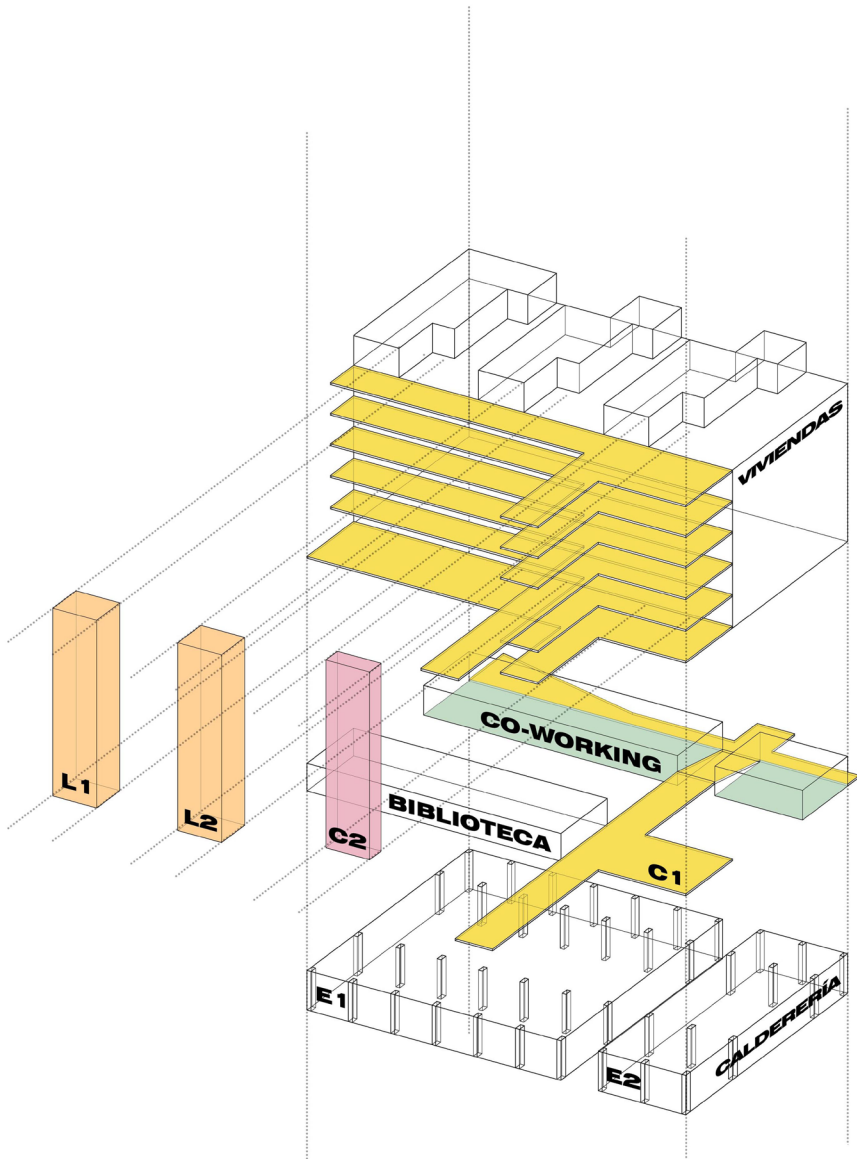 VIVIENDAS
CO-WORKING
L1
L2
C2
BIBLIOTECA
C1
E1
E2
CALDERERÍA